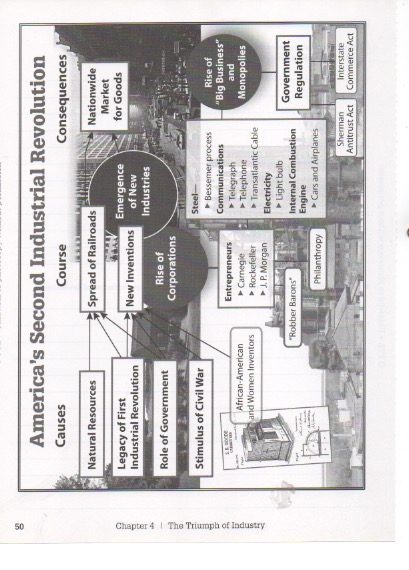 America's Second Industrial Revolution
Causes
Course
Consequences
Natural Resources
Legacy of First
Industrial Revolution
Role of Government
Stimulus of Civil War
African-American
and Women Inventors
Spread of Railroads
New Inventions
Emergence
of New
Industries
Rise of
Corporations
Entrepreneurs
▸ Carnegie
▸ Rockefeller
▸ J. P. Morgan
"Robber Barons"
Philanthropy
Nationwide
Market
for Goods
Steel—
▸ Bessemer process
Communications
▸ Telegraph
▸ Telephone
▸ Transatlantic Cable
Electricity
▸ Light Bulb
Internal Combustion
Engine
▸ Cars and Airplanes
Rise of
"Big Business"
and
Monopolies
Government
Regulation
Sherman
Antitrust Act
Interstate
Commerce Act
50
Chapter 4 | The Triumph of Industry